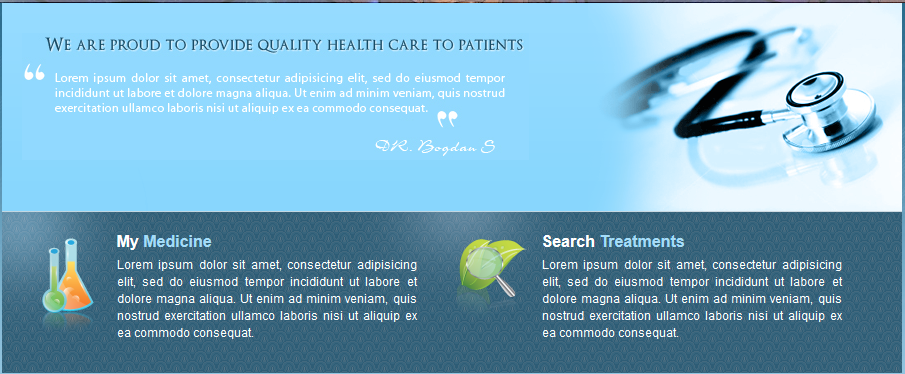 WE ARE PROUD TO PROVIDE QUALITY HEALTH CARE TO PATIENTS
“ Lorem ipsum dolor sit amet, consectetur adipisicing elit, sed do eiusmod tempor
incididunt ut labore et dolore magna aliqua. Ut enim ad minim veniam, quis nostrud
exercitation ullamco laboris nisi ut aliquip ex ea commodo consequat. ”
DR. Bogdan S
My Medicine
Lorem ipsum dolor sit amet, consectetur adipisicing
elit, sed do eiusmod tempor incididunt ut labore et
dolore magna aliqua. Ut enim ad minim veniam, quis
nostrud exercitation ullamco laboris nisi ut aliquip ex
ea commodo consequat.
Search Treatments
Lorem ipsum dolor sit amet, consectetur adipisicing
elit, sed do eiusmod tempor incididunt ut labore et
dolore magna aliqua. Ut enim ad minim veniam, quis
nostrud exercitation ullamco laboris nisi ut aliquip ex
ea commodo consequat.